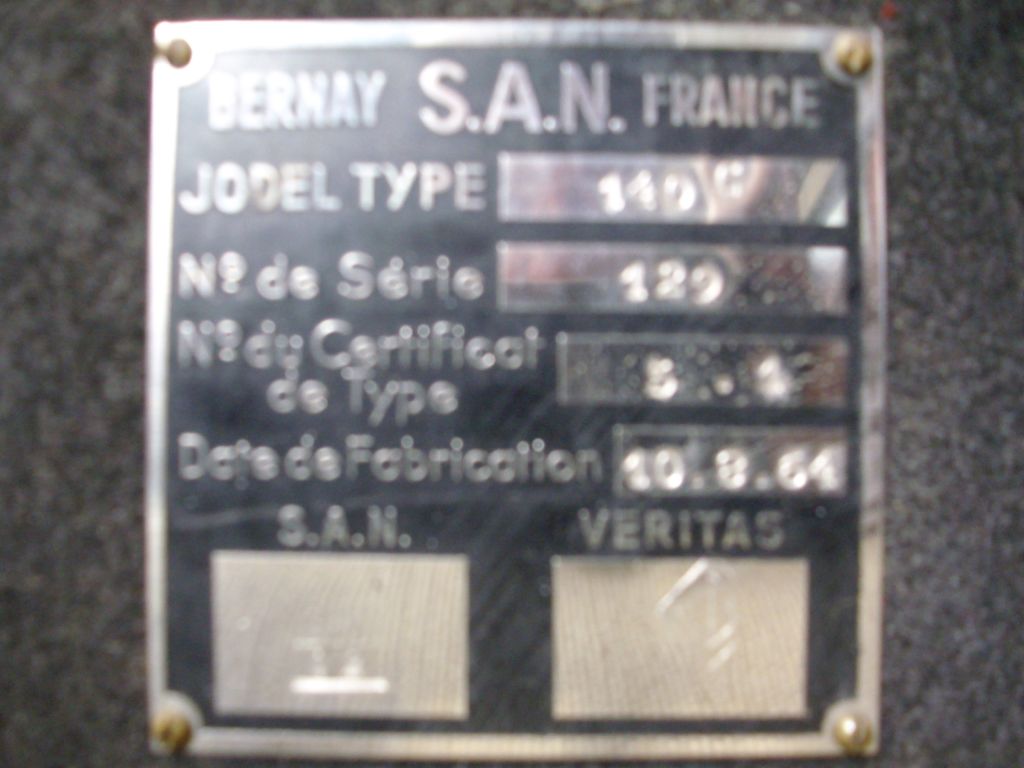 BERNAY S.A.N. FRANCE
JODEL TYPE 140 C
Nº de Série 129
Nº du Certificat
de Type
Date de Fabrication 10.8.64
S.A.N. VERITAS